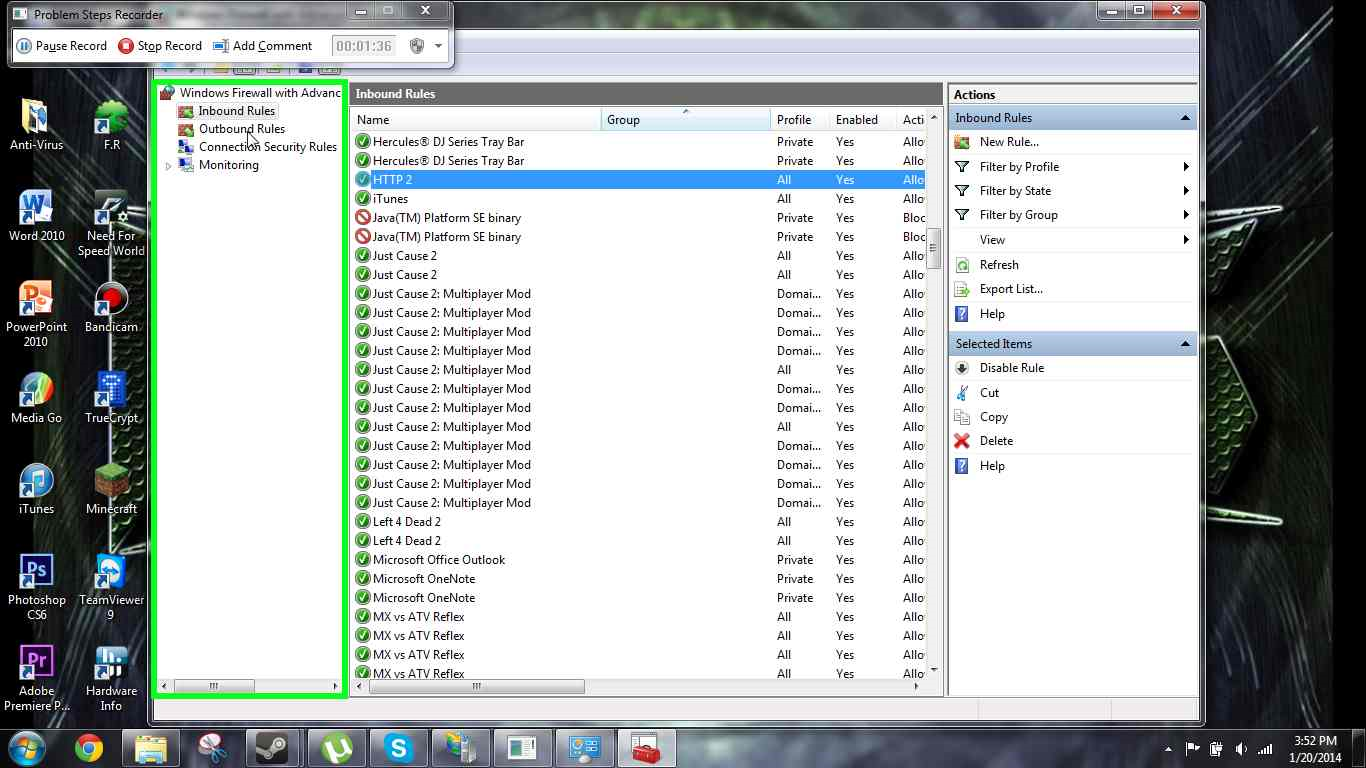 Problem Steps Recorder
Pause Record
Stop Record
Add Comment
00:01:36
Anti-Virus
F.R
Word 2010
Need For
Speed World
PowerPoint
2010
Bandicam
Media Go
TrueCrypt
iTunes
Minecraft
Photoshop
CS6
TeamViewer
9
Adobe
Premiere P...
Hardware
Info
Windows Firewall with Advanc
Inbound Rules
Outbound Rules
Connection Security Rules
Monitoring
Inbound Rules
Name Group Profile Enabled Acti
Hercules® DJ Series Tray Bar Private Yes Allo
Hercules® DJ Series Tray Bar Private Yes Allo
HTTP 2 All Yes Allo
iTunes All Yes Allo
Java(TM) Platform SE binary Private Yes Bloc
Java(TM) Platform SE binary Private Yes Bloc
Just Cause 2 All Yes Allo
Just Cause 2 All Yes Allo
Just Cause 2: Multiplayer Mod Domai... Yes Allo
Just Cause 2: Multiplayer Mod Domai... Yes Allo
Just Cause 2: Multiplayer Mod Domai... Yes Allo
Just Cause 2: Multiplayer Mod Domai... Yes Allo
Just Cause 2: Multiplayer Mod All Yes Allo
Just Cause 2: Multiplayer Mod Domai... Yes Allo
Just Cause 2: Multiplayer Mod Domai... Yes Allo
Just Cause 2: Multiplayer Mod All Yes Allo
Just Cause 2: Multiplayer Mod Domai... Yes Allo
Just Cause 2: Multiplayer Mod Domai... Yes Allo
Just Cause 2: Multiplayer Mod Domai... Yes Allo
Just Cause 2: Multiplayer Mod Domai... Yes Allo
Left 4 Dead 2 All Yes Allo
Left 4 Dead 2 All Yes Allo
Microsoft Office Outlook Private Yes Allo
Microsoft OneNote Private Yes Allo
Microsoft OneNote Private Yes Allo
MX vs ATV Reflex All Yes Allo
MX vs ATV Reflex All Yes Allo
MX vs ATV Reflex All Yes Allo
MX vs ATV Reflex All Yes Allo
Actions
Inbound Rules
New Rule...
Filter by Profile
Filter by State
Filter by Group
View
Refresh
Export List...
Help
Selected Items
Disable Rule
Cut
Copy
Delete
Help
3:52 PM
1/20/2014